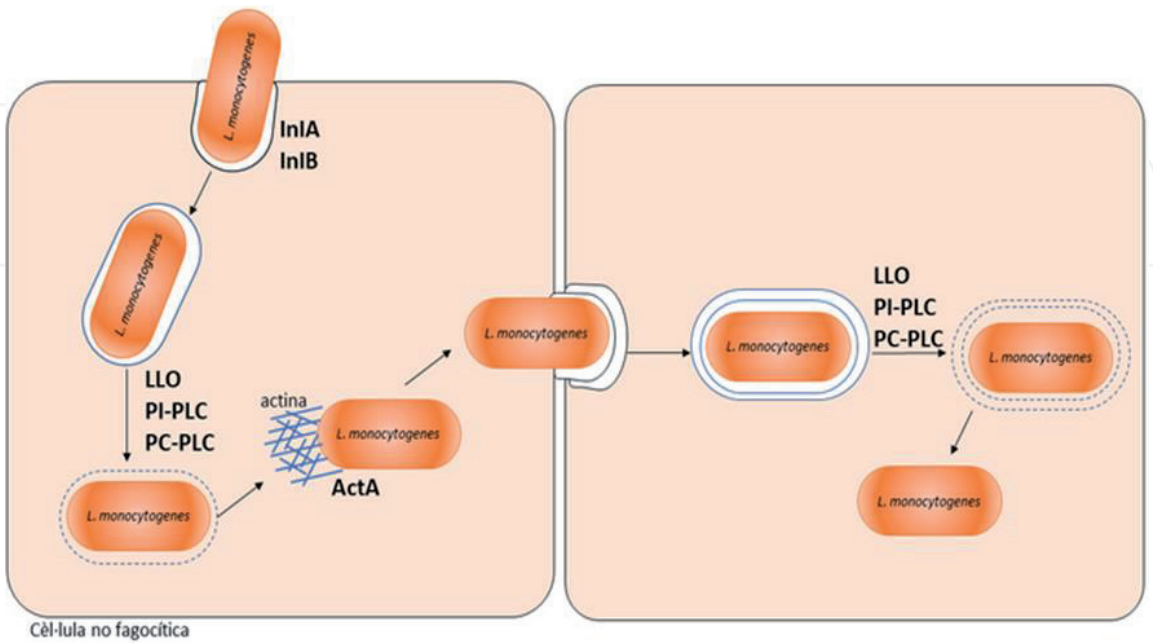 L. monocytogenes
InlA
InlB
L. monocytogenes
LLO
PI-PLC
PC-PLC
L. monocytogenes
actina
L. monocytogenes
ActA
L. monocytogenes
L. monocytogenes
LLO
PI-PLC
PC-PLC
L. monocytogenes
L. monocytogenes
Cèl·lula no fagocítica